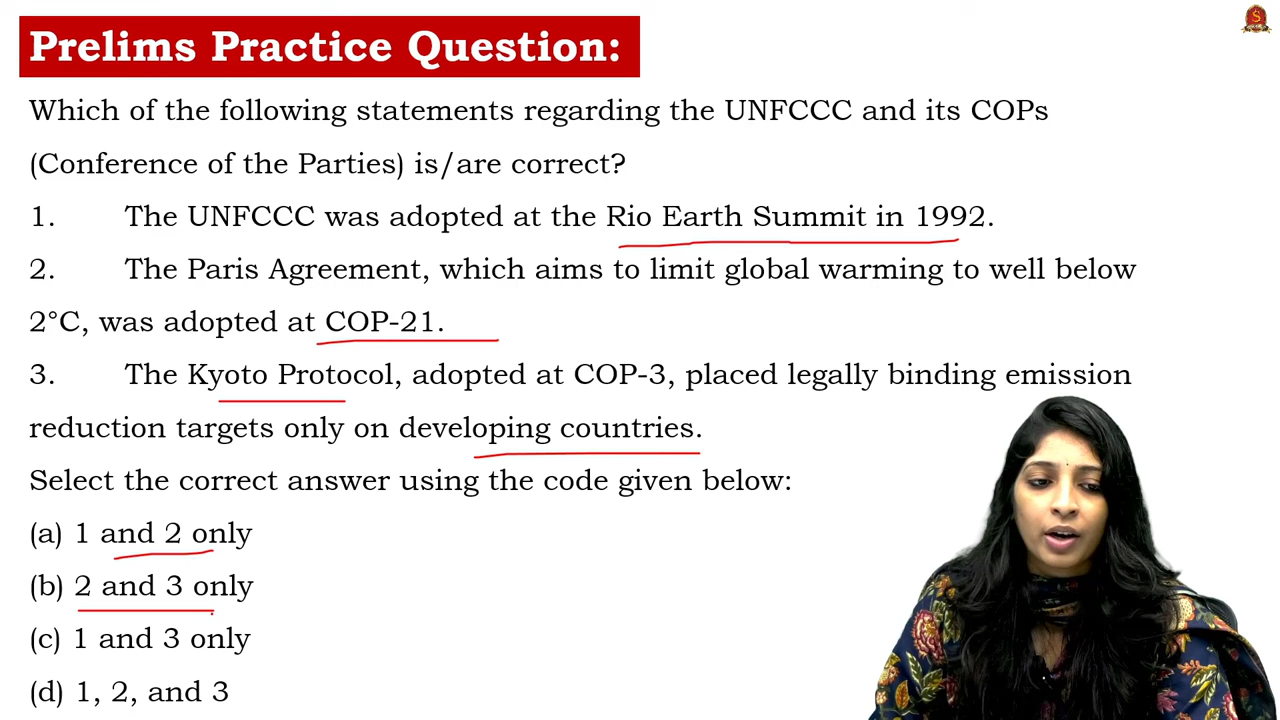 Prelims Practice Question:
Which of the following statements regarding the UNFCCC and its COPs
(Conference of the Parties) is/are correct?
1. The UNFCCC was adopted at the Rio Earth Summit in 1992.
2. The Paris Agreement, which aims to limit global warming to well below
2°C, was adopted at COP-21.
3. The Kyoto Protocol, adopted at COP-3, placed legally binding emission
reduction targets only on developing countries.
Select the correct answer using the code given below:
(a) 1 and 2 only
(b) 2 and 3 only
(c) 1 and 3 only
(d) 1, 2, and 3